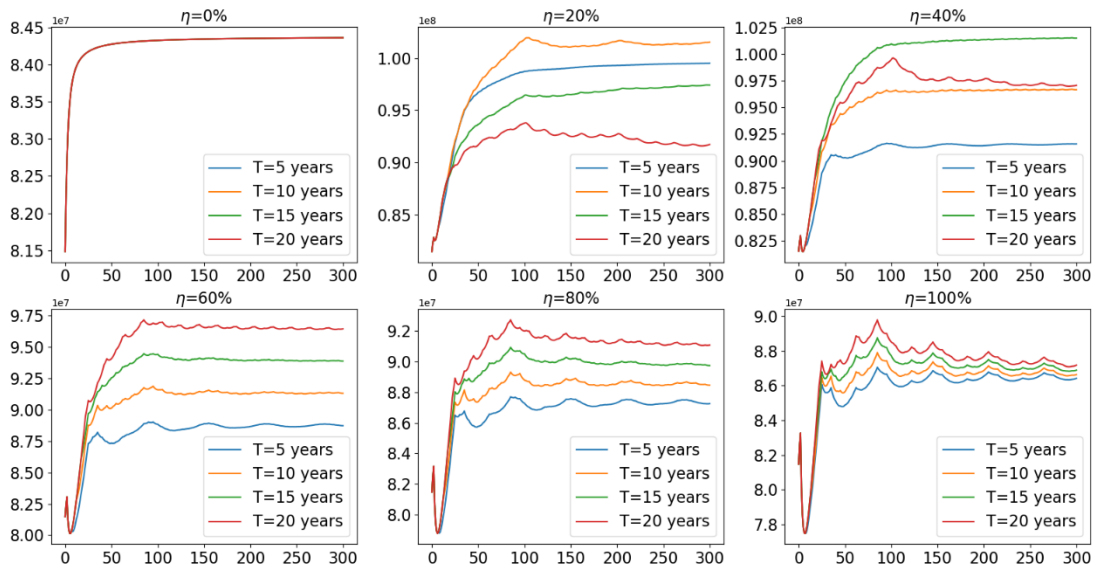 η=0%
1e7
8.45
8.40
8.35
8.30
8.25
8.20
8.15
0 50 100 150 200 250 300
T=5 years
T=10 years
T=15 years
T=20 years
η=20%
1e8
1.00
0.95
0.90
0.85
0 50 100 150 200 250 300
T=5 years
T=10 years
T=15 years
T=20 years
η=40%
1e8
1.025
1.000
0.975
0.950
0.925
0.900
0.875
0.850
0.825
0 50 100 150 200 250 300
T=5 years
T=10 years
T=15 years
T=20 years
η=60%
1e7
9.75
9.50
9.25
9.00
8.75
8.50
8.25
8.00
0 50 100 150 200 250 300
T=5 years
T=10 years
T=15 years
T=20 years
η=80%
1e7
9.2
9.0
8.8
8.6
8.4
8.2
8.0
0 50 100 150 200 250 300
T=5 years
T=10 years
T=15 years
T=20 years
η=100%
1e7
9.0
8.8
8.6
8.4
8.2
8.0
7.8
0 50 100 150 200 250 300
T=5 years
T=10 years
T=15 years
T=20 years